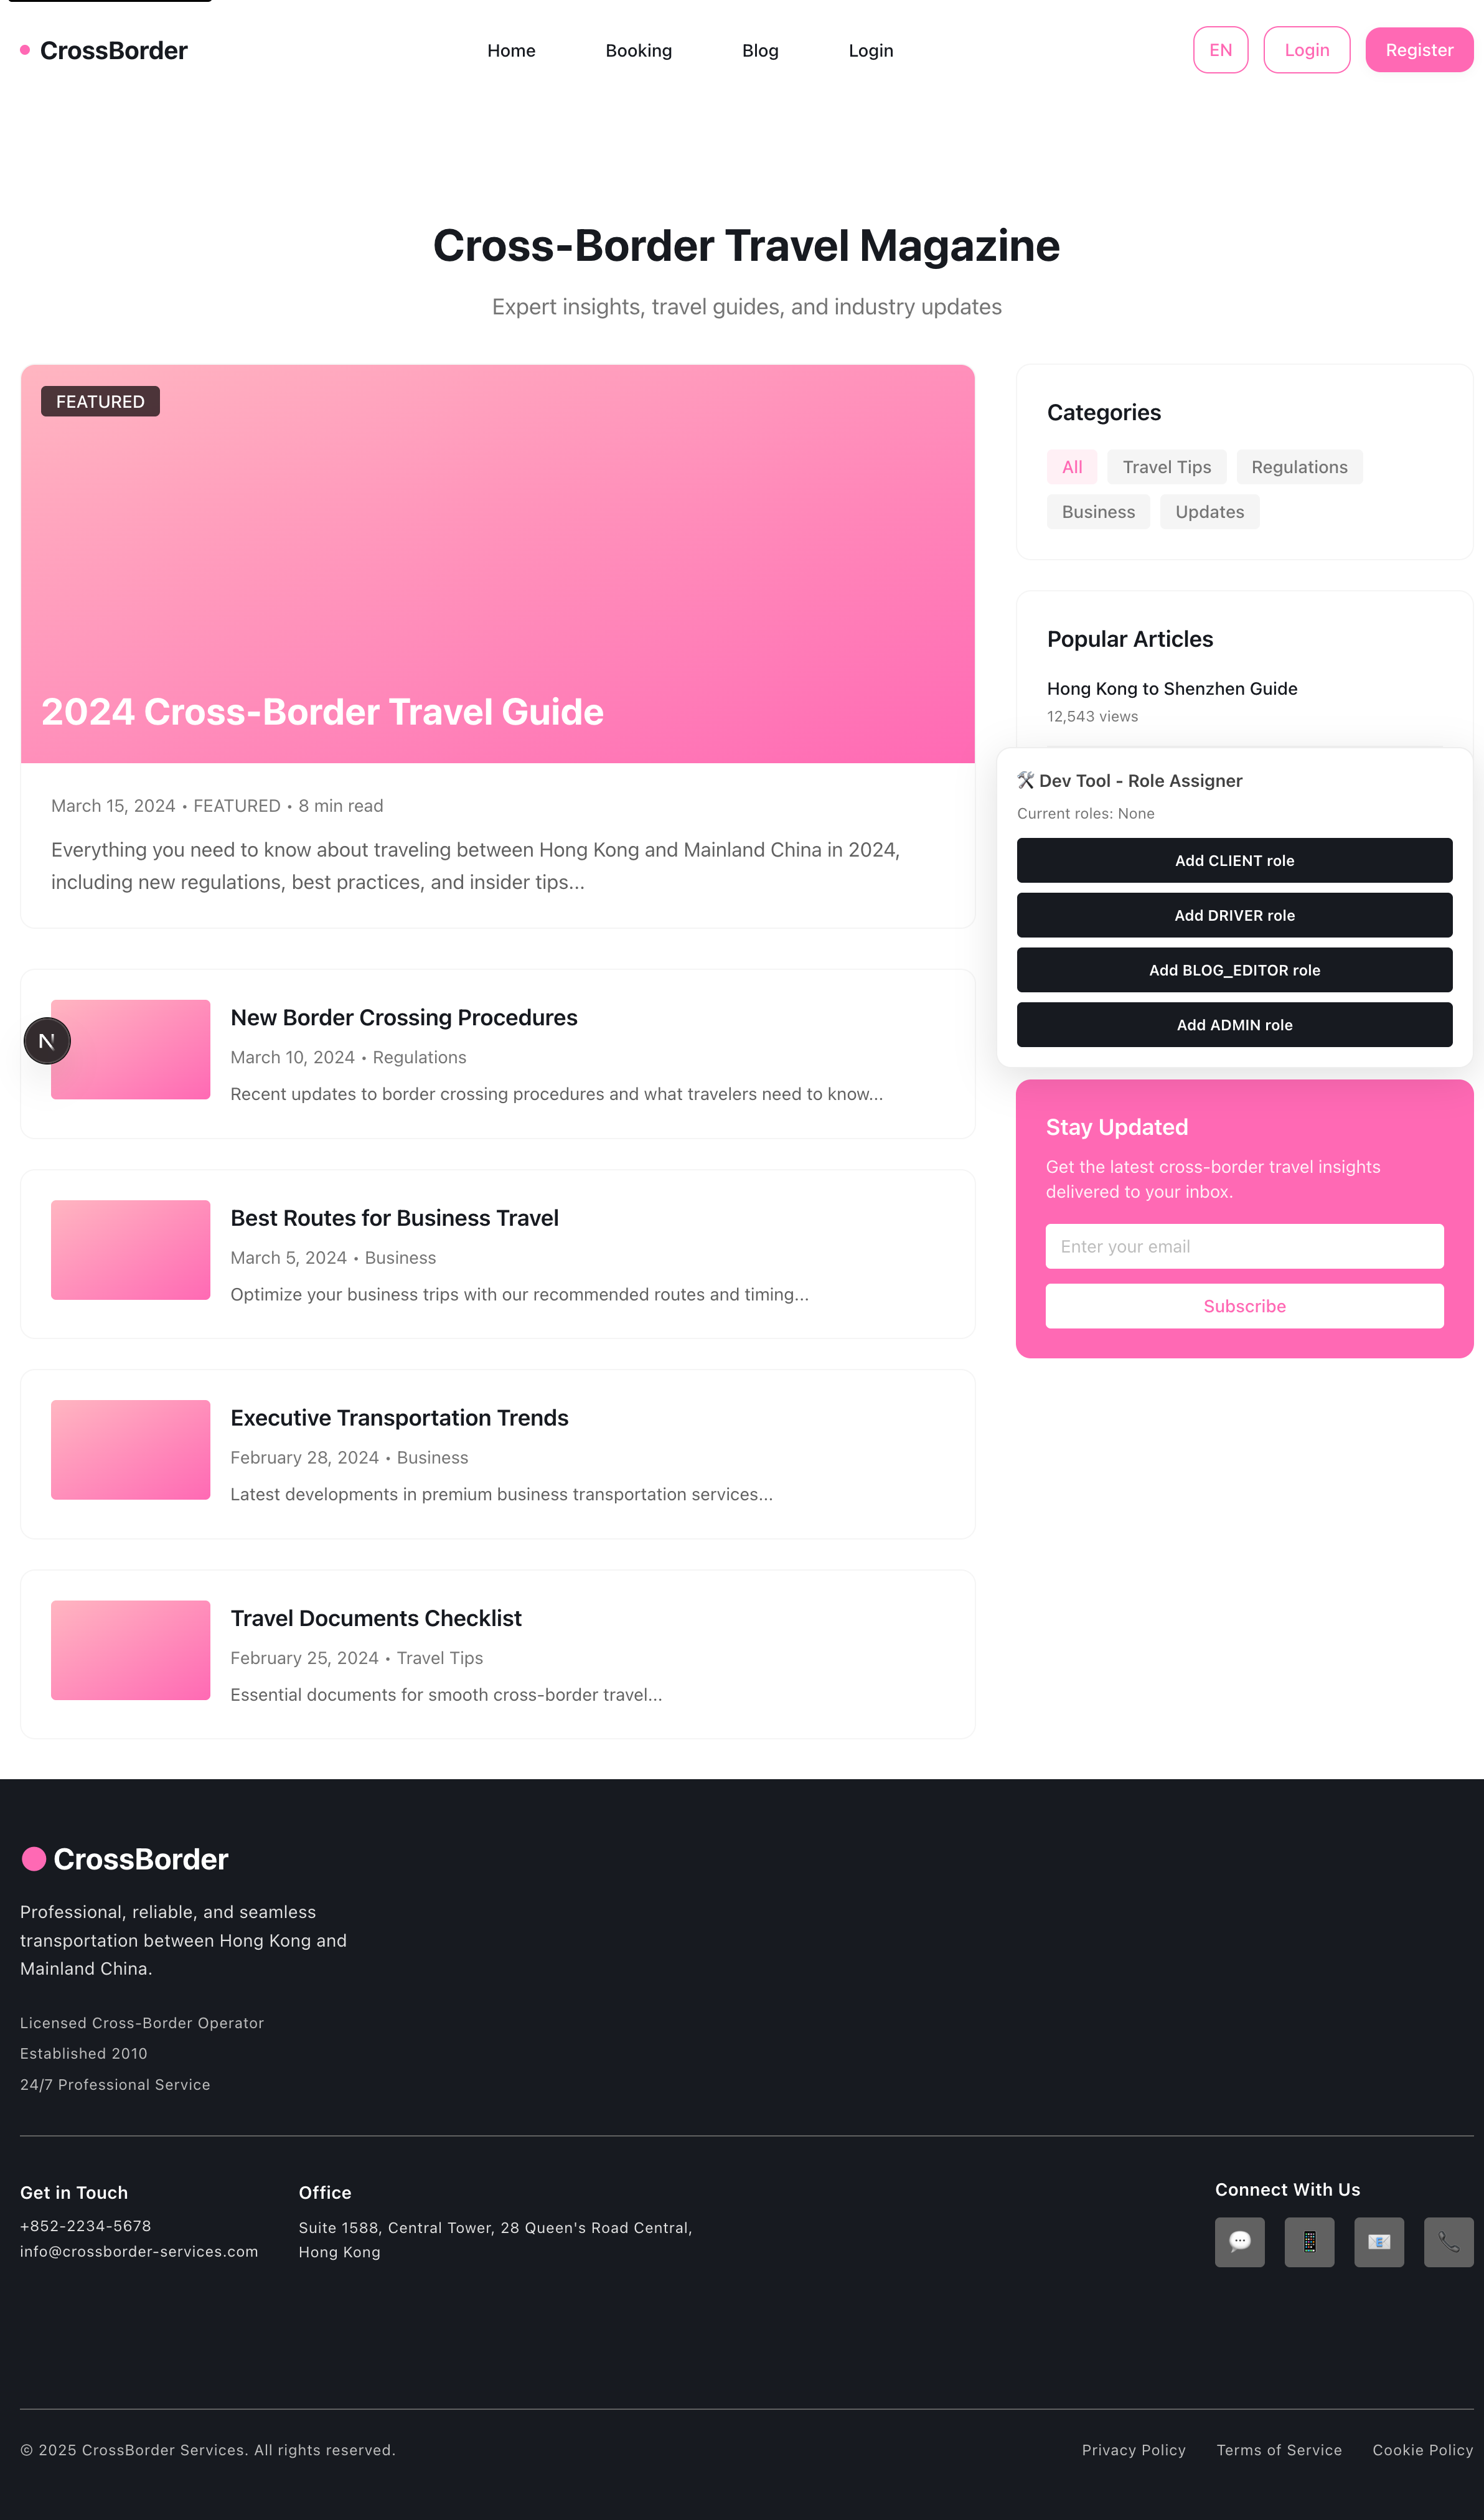 CrossBorder
Home
Booking
Blog
Login
EN
Login
Register
Cross-Border Travel Magazine
Expert insights, travel guides, and industry updates
FEATURED
2024 Cross-Border Travel Guide
March 15, 2024 • FEATURED • 8 min read
Everything you need to know about traveling between Hong Kong and Mainland China in 2024,
including new regulations, best practices, and insider tips...
New Border Crossing Procedures
March 10, 2024 • Regulations
Recent updates to border crossing procedures and what travelers need to know...
Best Routes for Business Travel
March 5, 2024 • Business
Optimize your business trips with our recommended routes and timing...
Executive Transportation Trends
February 28, 2024 • Business
Latest developments in premium business transportation services...
Travel Documents Checklist
February 25, 2024 • Travel Tips
Essential documents for smooth cross-border travel...
Categories
All
Travel Tips
Regulations
Business
Updates
Popular Articles
Hong Kong to Shenzhen Guide
12,543 views
🛠️ Dev Tool - Role Assigner
Current roles: None
Add CLIENT role
Add DRIVER role
Add BLOG_EDITOR role
Add ADMIN role
Stay Updated
Get the latest cross-border travel insights
delivered to your inbox.
Enter your email
Subscribe
N
CrossBorder
Professional, reliable, and seamless
transportation between Hong Kong and
Mainland China.
Licensed Cross-Border Operator
Established 2010
24/7 Professional Service
Get in Touch
+852-2234-5678
info@crossborder-services.com
Office
Suite 1588, Central Tower, 28 Queen's Road Central,
Hong Kong
Connect With Us
© 2025 CrossBorder Services. All rights reserved.
Privacy Policy
Terms of Service
Cookie Policy